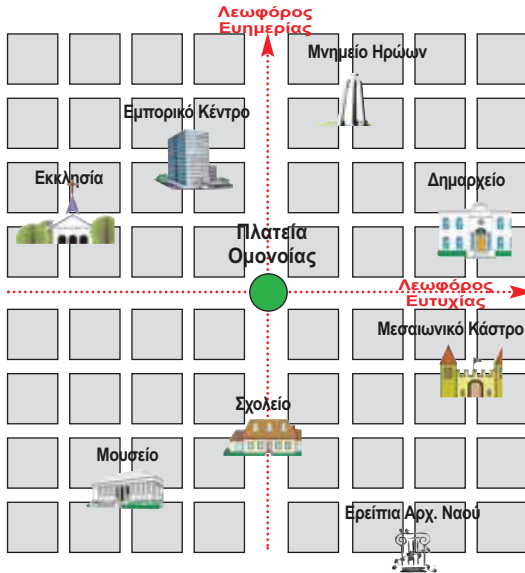 Λεωφόρος
Ευημερίας
Μνημείο Ηρώων
Εμπορικό Κέντρο
Εκκλησία
Δημαρχείο
Πλατεία
Ομονοίας
Λεωφόρος
Ευτυχίας
Μεσαιωνικό Κάστρο
Σχολείο
Μουσείο
Ερείπια Αρχ. Ναού